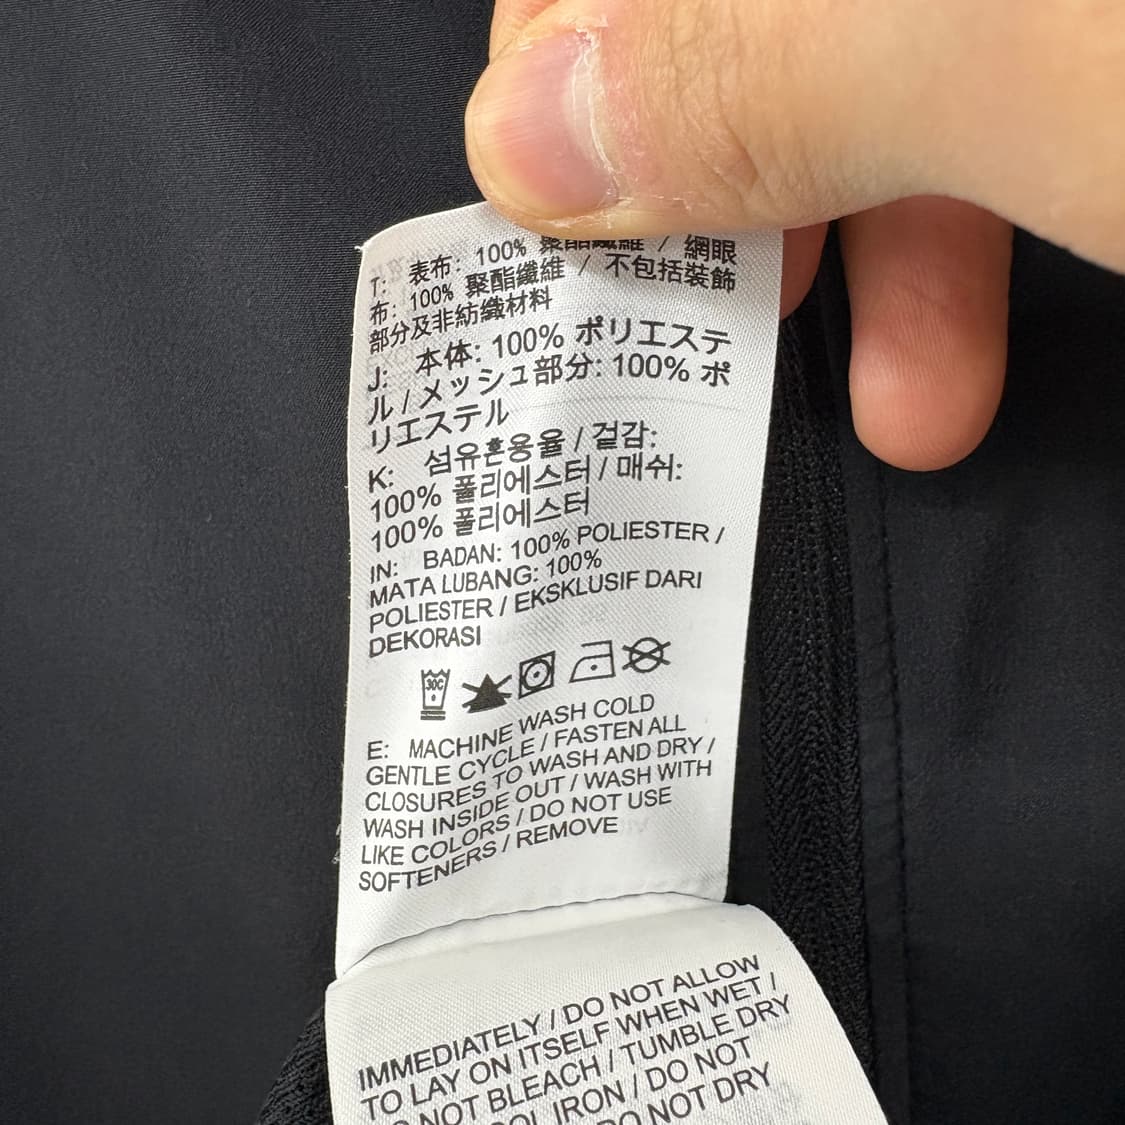 T: 表布: 100% 聚酯纖維 / 網眼
布: 100% 聚酯纖維 / 不包括裝飾
部分及非紡織材料
J: 本体: 100% ポリエステ
ル / メッシュ部分: 100% ポ
リエステル
K: 섬유혼용율 / 겉감:
100% 폴리에스터 / 매쉬:
100% 폴리에스터
IN: BADAN: 100% POLIESTER /
MATA LUBANG: 100%
POLIESTER / EKSKLUSIF DARI
DEKORASI
30C
E: MACHINE WASH COLD
GENTLE CYCLE / FASTEN ALL
CLOSURES TO WASH AND DRY /
WASH INSIDE OUT / WASH WITH
LIKE COLORS / DO NOT USE
SOFTENERS / REMOVE
IMMEDIATELY / DO NOT ALLOW
TO LAY ON ITSELF WHEN WET /
NOT BLEACH / TUMBLE DRY
IRON / DO NOT
DO NOT DRY